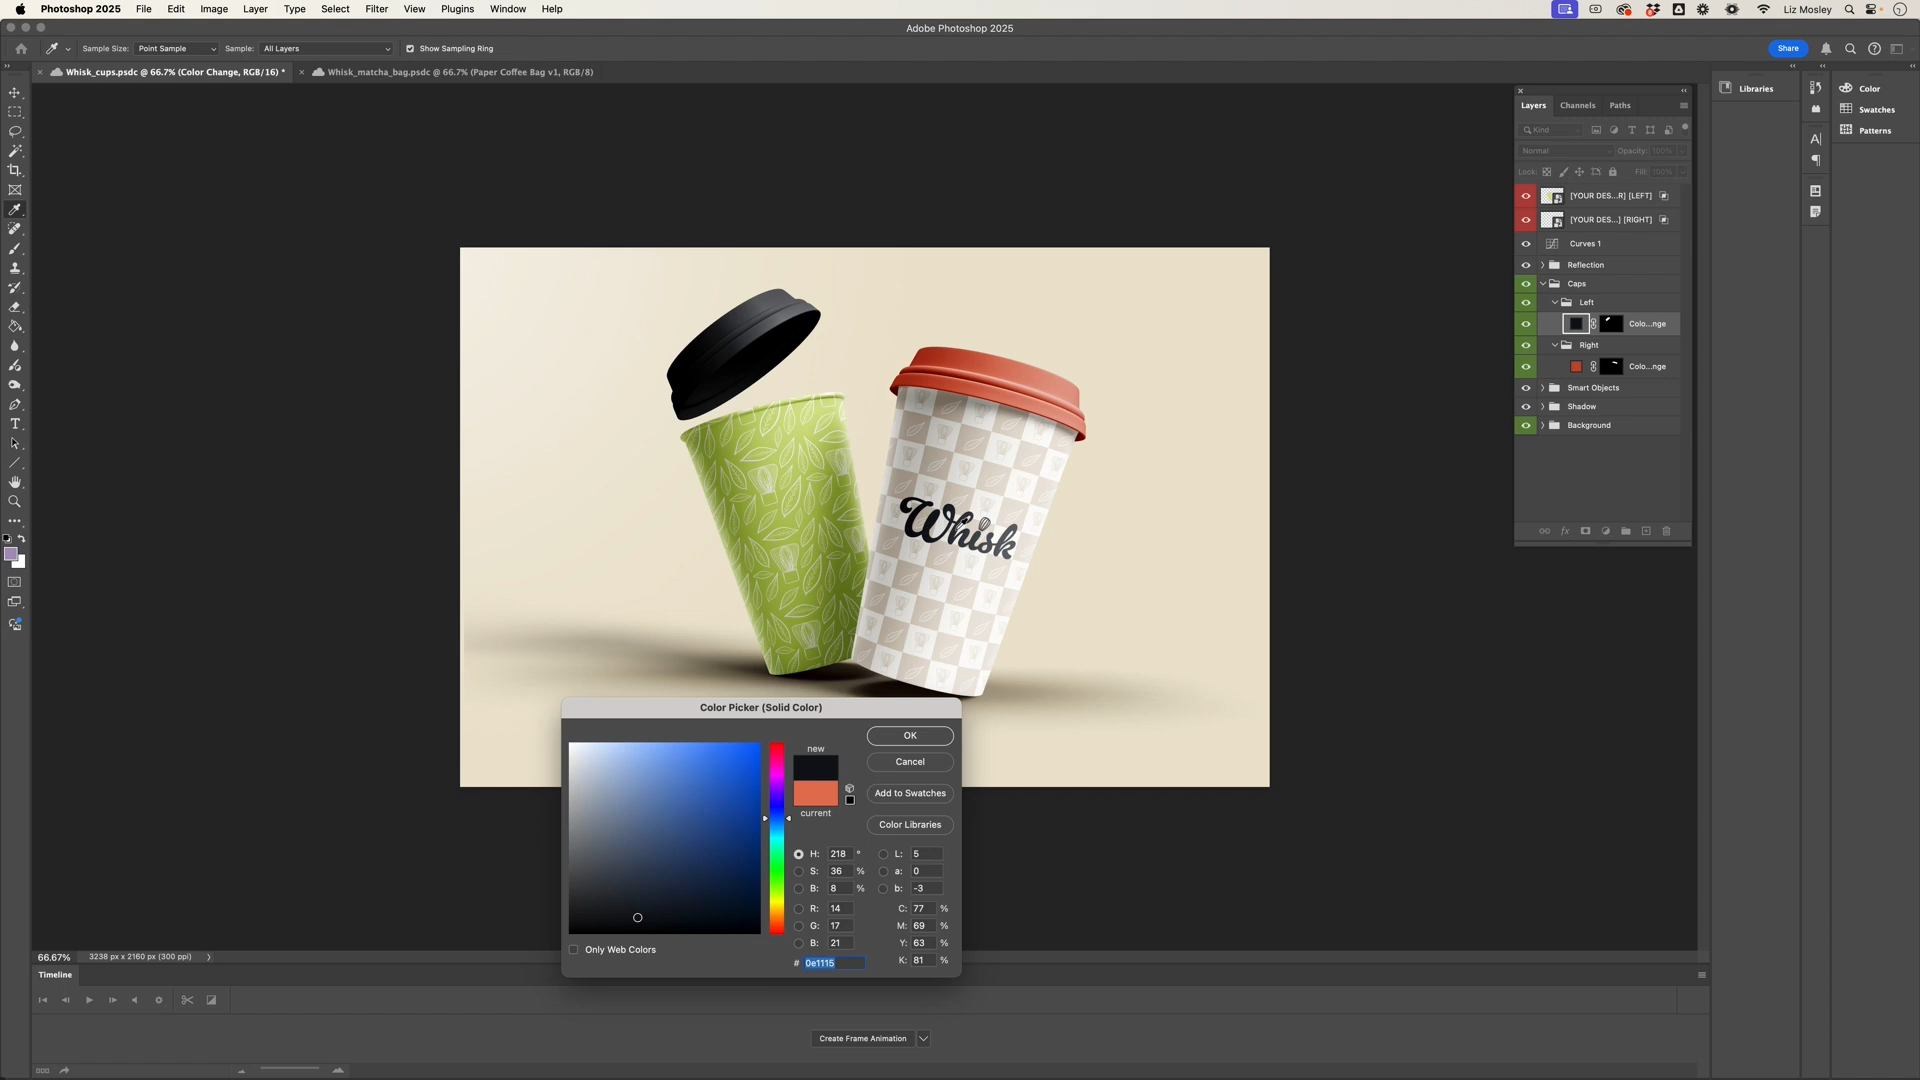 Photoshop 2025 File Edit Image Layer Type Select Filter View Plugins Window Help Liz Mosley
Adobe Photoshop 2025
Sample Size: Point Sample Sample: All Layers Show Sampling Ring Share
Whisk_cups.psdc @ 66.7% (Color Change, RGB/16) * Whisk_matcha_bag.psdc @ 66.7% (Paper Coffee Bag v1, RGB/8)
Libraries
Color
Swatches
Patterns
Layers Channels Paths
Kind
Normal Opacity: 100%
Lock: Fill: 100%
[YOUR DES...R] [LEFT]
[YOUR DES...] [RIGHT]
Curves 1
Reflection
Caps
Left
Colo...nge
Right
Colo...nge
Smart Objects
Shadow
Background
Whisk
Color Picker (Solid Color)
new
current
OK
Cancel
Add to Swatches
Color Libraries
H: 218 ° L: 5
S: 36 % a: 0
B: 8 % b: -3
R: 14 C: 77 %
G: 17 M: 69 %
B: 21 Y: 63 %
# 0e1115 K: 81 %
Only Web Colors
66.67% 3238 px x 2160 px (300 ppi)
Timeline
Create Frame Animation